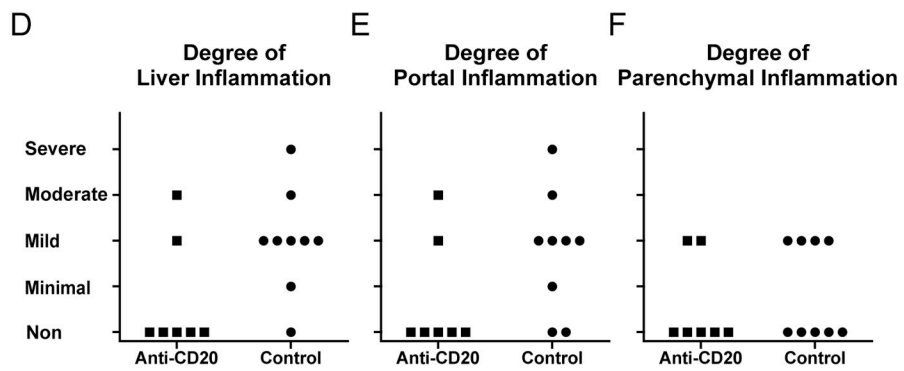 D
Degree of
Liver Inflammation
E
Degree of
Portal Inflammation
F
Degree of
Parenchymal Inflammation
Severe
Moderate
Mild
Minimal
Non
Anti-CD20 Control
Anti-CD20 Control
Anti-CD20 Control